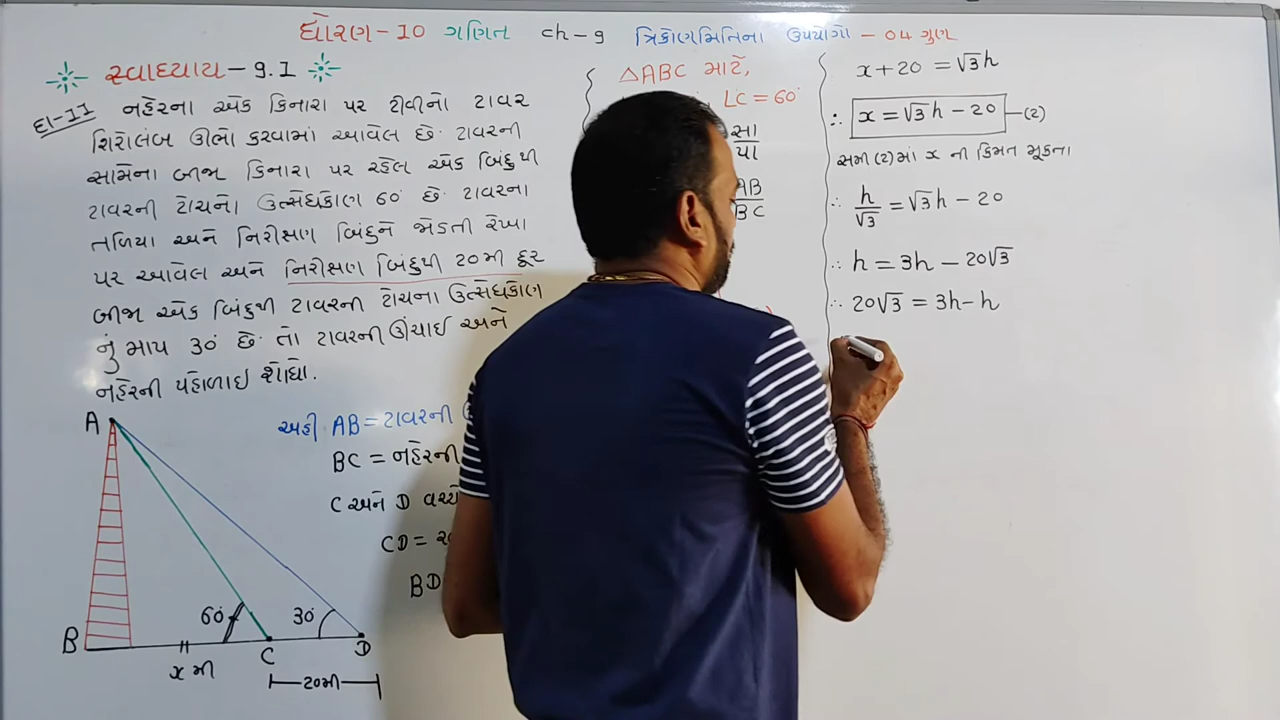 ધોરણ-10 ગણિત ch-9 ત્રિકોણમિતિના ઉપયોગો - 04 ગુણ
સ્વાધ્યાય-9.1
દા-11 નહેરના એક કિનારા પર ટીવીનો ટાવર
શિરોલંબ ઊભો કરવામાં આવેલ છે. ટાવરની
સામેના બીજા કિનારા પર રહેલ એક બિંદુથી
ટાવરની ટોચનો ઉત્સેધકોણ 60° છે. ટાવરના
તળિયા અને નિરીક્ષણ બિંદુને જોડતી રેખા
પર આવેલ અને નિરીક્ષણ બિંદુથી 20મી દૂર
બીજા એક બિંદુથી ટાવરની ટોચના ઉત્સેધકોણ
નું માપ 30° છે. તો ટાવરની ઊંચાઈ અને
નહેરની પહોળાઇ શોધો.
A
B
C
D
60°
30°
x મી
20મી
અહી AB = ટાવરની
BC = નહેરની
C અને D વચ્ચે
CD =
BD
△ABC માટે,
∠C = 60°
સા
પા
AB
BC
x + 20 = √3h
∴ x = √3h - 20 —(2)
સમી (2)માં x ની કિંમત મૂકતા
∴ h/√3 = √3h - 20
∴ h = 3h - 20√3
∴ 20√3 = 3h - h